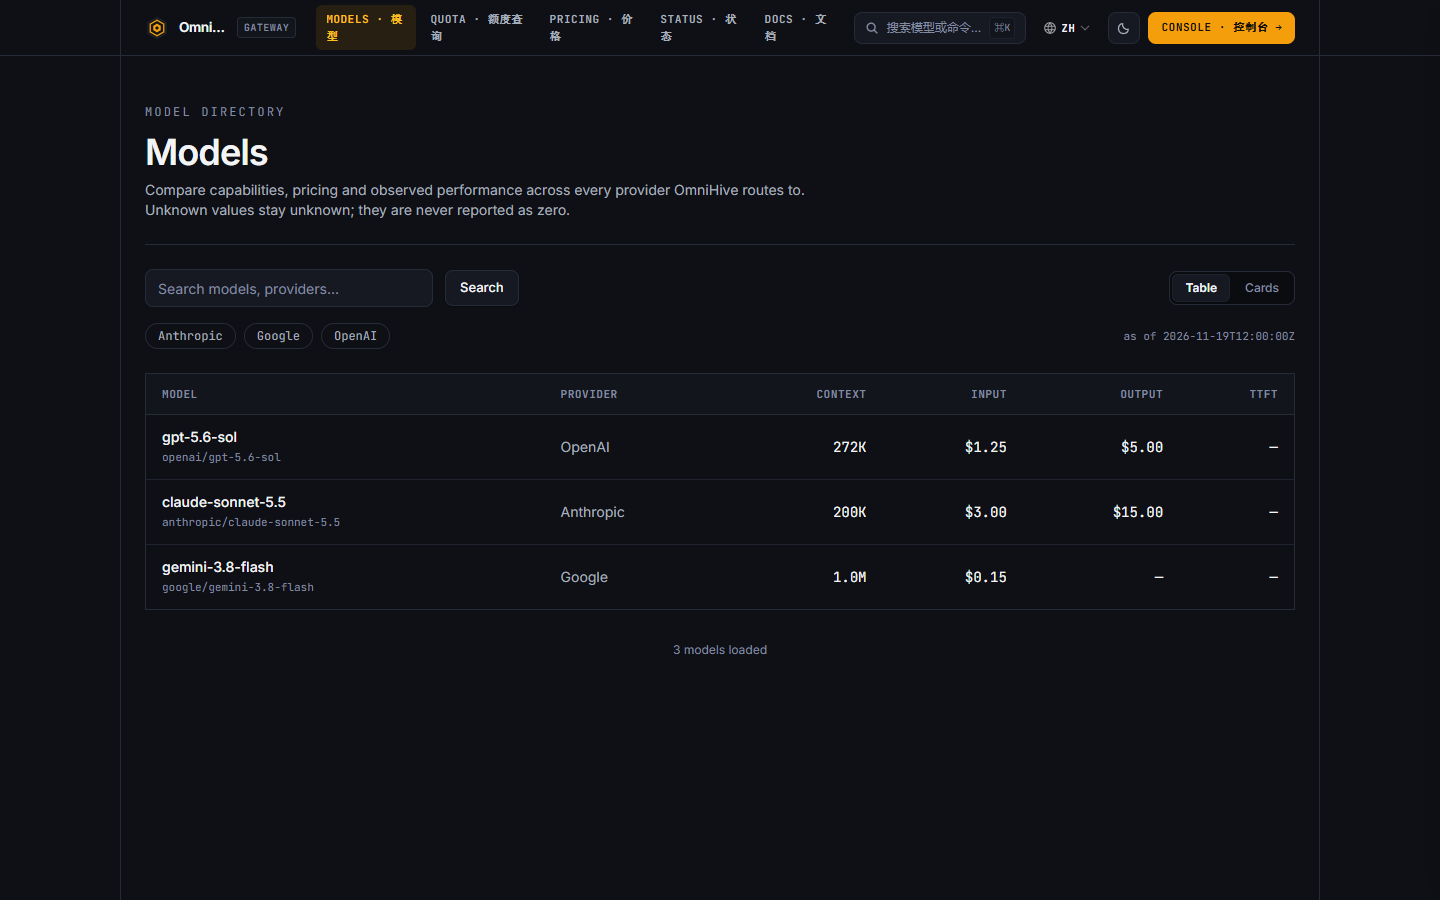 Omni... GATEWAY MODELS · 模型 QUOTA · 额度查询 PRICING · 价格 STATUS · 状态 DOCS · 文档 搜索模型或命令... ⌘K ZH CONSOLE · 控制台 →
MODEL DIRECTORY
Models
Compare capabilities, pricing and observed performance across every provider OmniHive routes to.
Unknown values stay unknown; they are never reported as zero.
Search models, providers... Search Table Cards
Anthropic Google OpenAI as of 2026-11-19T12:00:00Z
MODEL PROVIDER CONTEXT INPUT OUTPUT TTFT
gpt-5.6-sol
openai/gpt-5.6-sol
OpenAI 272K $1.25 $5.00 —
claude-sonnet-5.5
anthropic/claude-sonnet-5.5
Anthropic 200K $3.00 $15.00 —
gemini-3.8-flash
google/gemini-3.8-flash
Google 1.0M $0.15 — —
3 models loaded